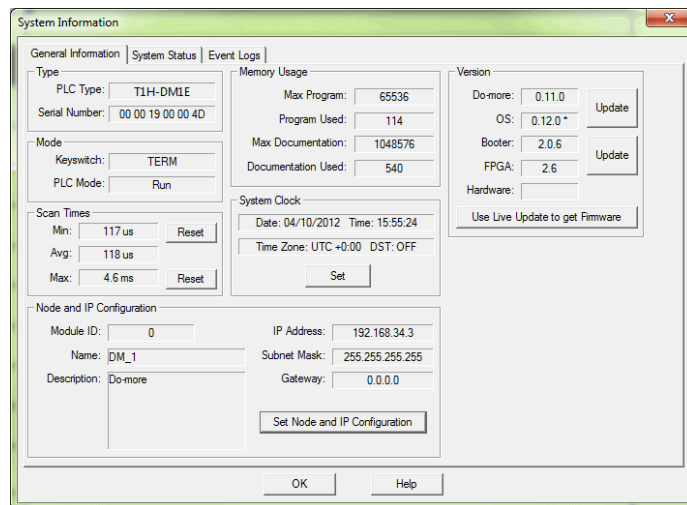 System Information
General Information
System Status
Event Logs
Type
PLC Type: T1H-DM1E
Serial Number: 00 00 19 00 00 4D
Mode
Keyswitch: TERM
PLC Mode: Run
Scan Times
Min: 117 us Reset
Avg: 118 us
Max: 4.6 ms Reset
Memory Usage
Max Program: 65536
Program Used: 114
Max Documentation: 1048576
Documentation Used: 540
System Clock
Date: 04/10/2012 Time: 15:55:24
Time Zone: UTC +0:00 DST: OFF
Set
Version
Do-more: 0.11.0
Update
OS: 0.12.0 *
Booter: 2.0.6
Update
FPGA: 2.6
Hardware:
Use Live Update to get Firmware
Node and IP Configuration
Module ID: 0
Name: DM_1
Description: Do-more
IP Address: 192.168.34.3
Subnet Mask: 255.255.255.255
Gateway: 0.0.0.0
Set Node and IP Configuration
OK
Help